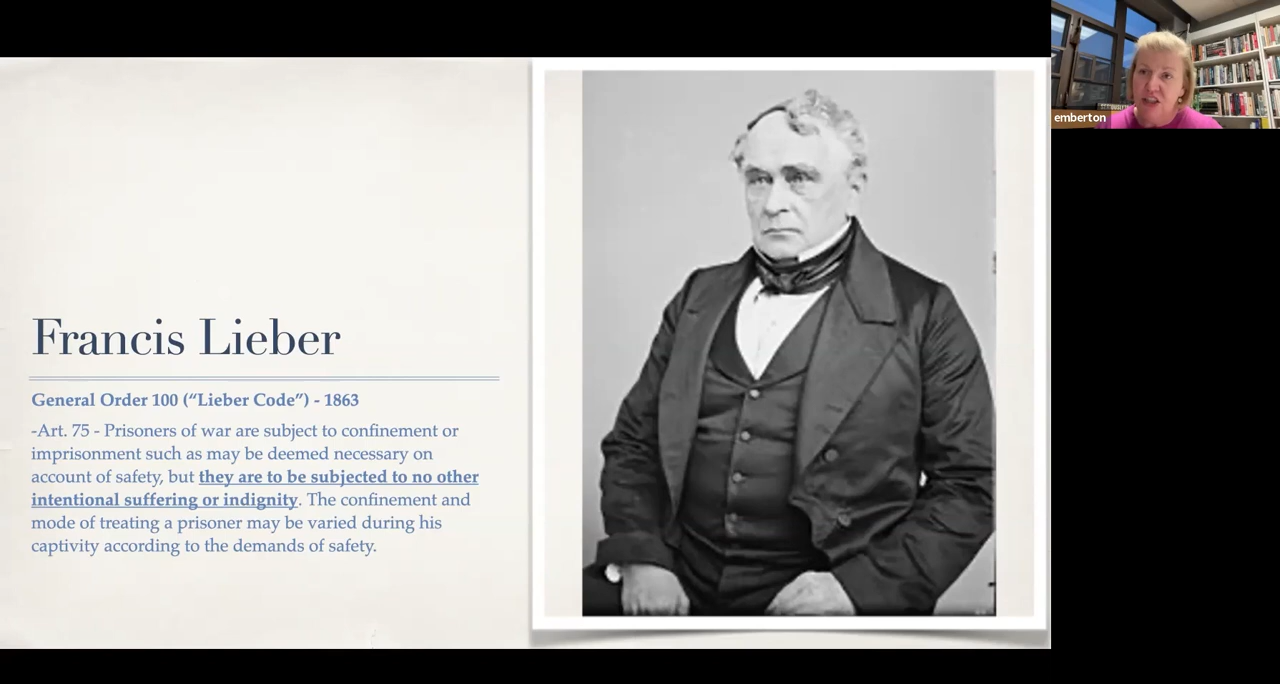 Francis Lieber
General Order 100 (“Lieber Code”) - 1863
-Art. 75 - Prisoners of war are subject to confinement or
imprisonment such as may be deemed necessary on
account of safety, but they are to be subjected to no other
intentional suffering or indignity. The confinement and
mode of treating a prisoner may be varied during his
captivity according to the demands of safety.
emberton